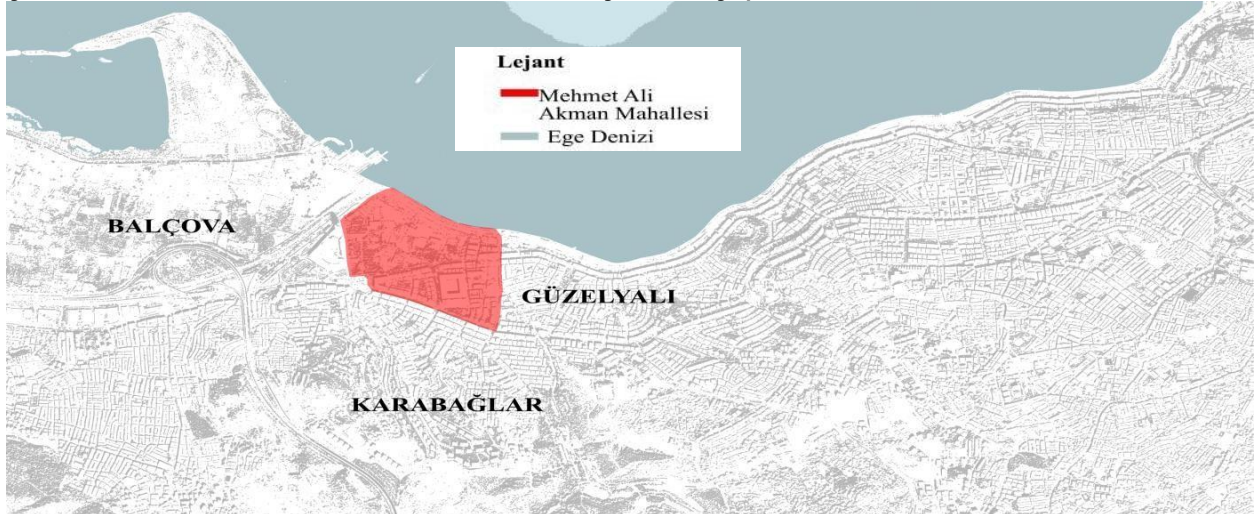 Lejant
Mehmet Ali
Akman Mahallesi
Ege Denizi
BALÇOVA
GÜZELYALI
KARABAĞLAR